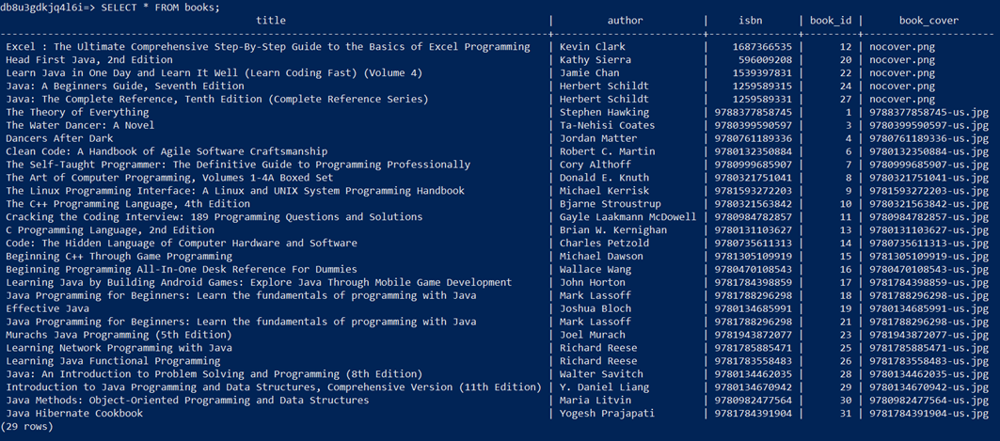 db8u3gdkjq4l6i=> SELECT * FROM books;
title | author | isbn | book_id | book_cover
Excel : The Ultimate Comprehensive Step-By-Step Guide to the Basics of Excel Programming | Kevin Clark | 1687366535 | 12 | nocover.png
Head First Java, 2nd Edition | Kathy Sierra | 596009208 | 20 | nocover.png
Learn Java in One Day and Learn It Well (Learn Coding Fast) (Volume 4) | Jamie Chan | 1539397831 | 22 | nocover.png
Java: A Beginners Guide, Seventh Edition | Herbert Schildt | 1259589315 | 24 | nocover.png
Java: The Complete Reference, Tenth Edition (Complete Reference Series) | Herbert Schildt | 1259589331 | 27 | nocover.png
The Theory of Everything | Stephen Hawking | 9788377858745 | 1 | 9788377858745-us.jpg
The Water Dancer: A Novel | Ta-Nehisi Coates | 9780399590597 | 3 | 9780399590597-us.jpg
Dancers After Dark | Jordan Matter | 9780761189336 | 4 | 9780761189336-us.jpg
Clean Code: A Handbook of Agile Software Craftsmanship | Robert C. Martin | 9780132350884 | 6 | 9780132350884-us.jpg
The Self-Taught Programmer: The Definitive Guide to Programming Professionally | Cory Althoff | 9780999685907 | 7 | 9780999685907-us.jpg
The Art of Computer Programming, Volumes 1-4A Boxed Set | Donald E. Knuth | 9780321751041 | 8 | 9780321751041-us.jpg
The Linux Programming Interface: A Linux and UNIX System Programming Handbook | Michael Kerrisk | 9781593272203 | 9 | 9781593272203-us.jpg
The C++ Programming Language, 4th Edition | Bjarne Stroustrup | 9780321563842 | 10 | 9780321563842-us.jpg
Cracking the Coding Interview: 189 Programming Questions and Solutions | Gayle Laakmann McDowell | 9780984782857 | 11 | 9780984782857-us.jpg
C Programming Language, 2nd Edition | Brian W. Kernighan | 9780131103627 | 13 | 9780131103627-us.jpg
Code: The Hidden Language of Computer Hardware and Software | Charles Petzold | 9780735611313 | 14 | 9780735611313-us.jpg
Beginning C++ Through Game Programming | Michael Dawson | 9781305109919 | 15 | 9781305109919-us.jpg
Beginning Programming All-In-One Desk Reference For Dummies | Wallace Wang | 9780470108543 | 16 | 9780470108543-us.jpg
Learning Java by Building Android Games: Explore Java Through Mobile Game Development | John Horton | 9781784398859 | 17 | 9781784398859-us.jpg
Java Programming for Beginners: Learn the fundamentals of programming with Java | Mark Lassoff | 9781788296298 | 18 | 9781788296298-us.jpg
Effective Java | Joshua Bloch | 9780134685991 | 19 | 9780134685991-us.jpg
Java Programming for Beginners: Learn the fundamentals of programming with Java | Mark Lassoff | 9781788296298 | 21 | 9781788296298-us.jpg
Murachs Java Programming (5th Edition) | Joel Murach | 9781943872077 | 23 | 9781943872077-us.jpg
Learning Network Programming with Java | Richard Reese | 9781785885471 | 25 | 9781785885471-us.jpg
Learning Java Functional Programming | Richard Reese | 9781783558483 | 26 | 9781783558483-us.jpg
Java: An Introduction to Problem Solving and Programming (8th Edition) | Walter Savitch | 9780134462035 | 28 | 9780134462035-us.jpg
Introduction to Java Programming and Data Structures, Comprehensive Version (11th Edition) | Y. Daniel Liang | 9780134670942 | 29 | 9780134670942-us.jpg
Java Methods: Object-Oriented Programming and Data Structures | Maria Litvin | 9780982477564 | 30 | 9780982477564-us.jpg
Java Hibernate Cookbook | Yogesh Prajapati | 9781784391904 | 31 | 9781784391904-us.jpg
(29 rows)